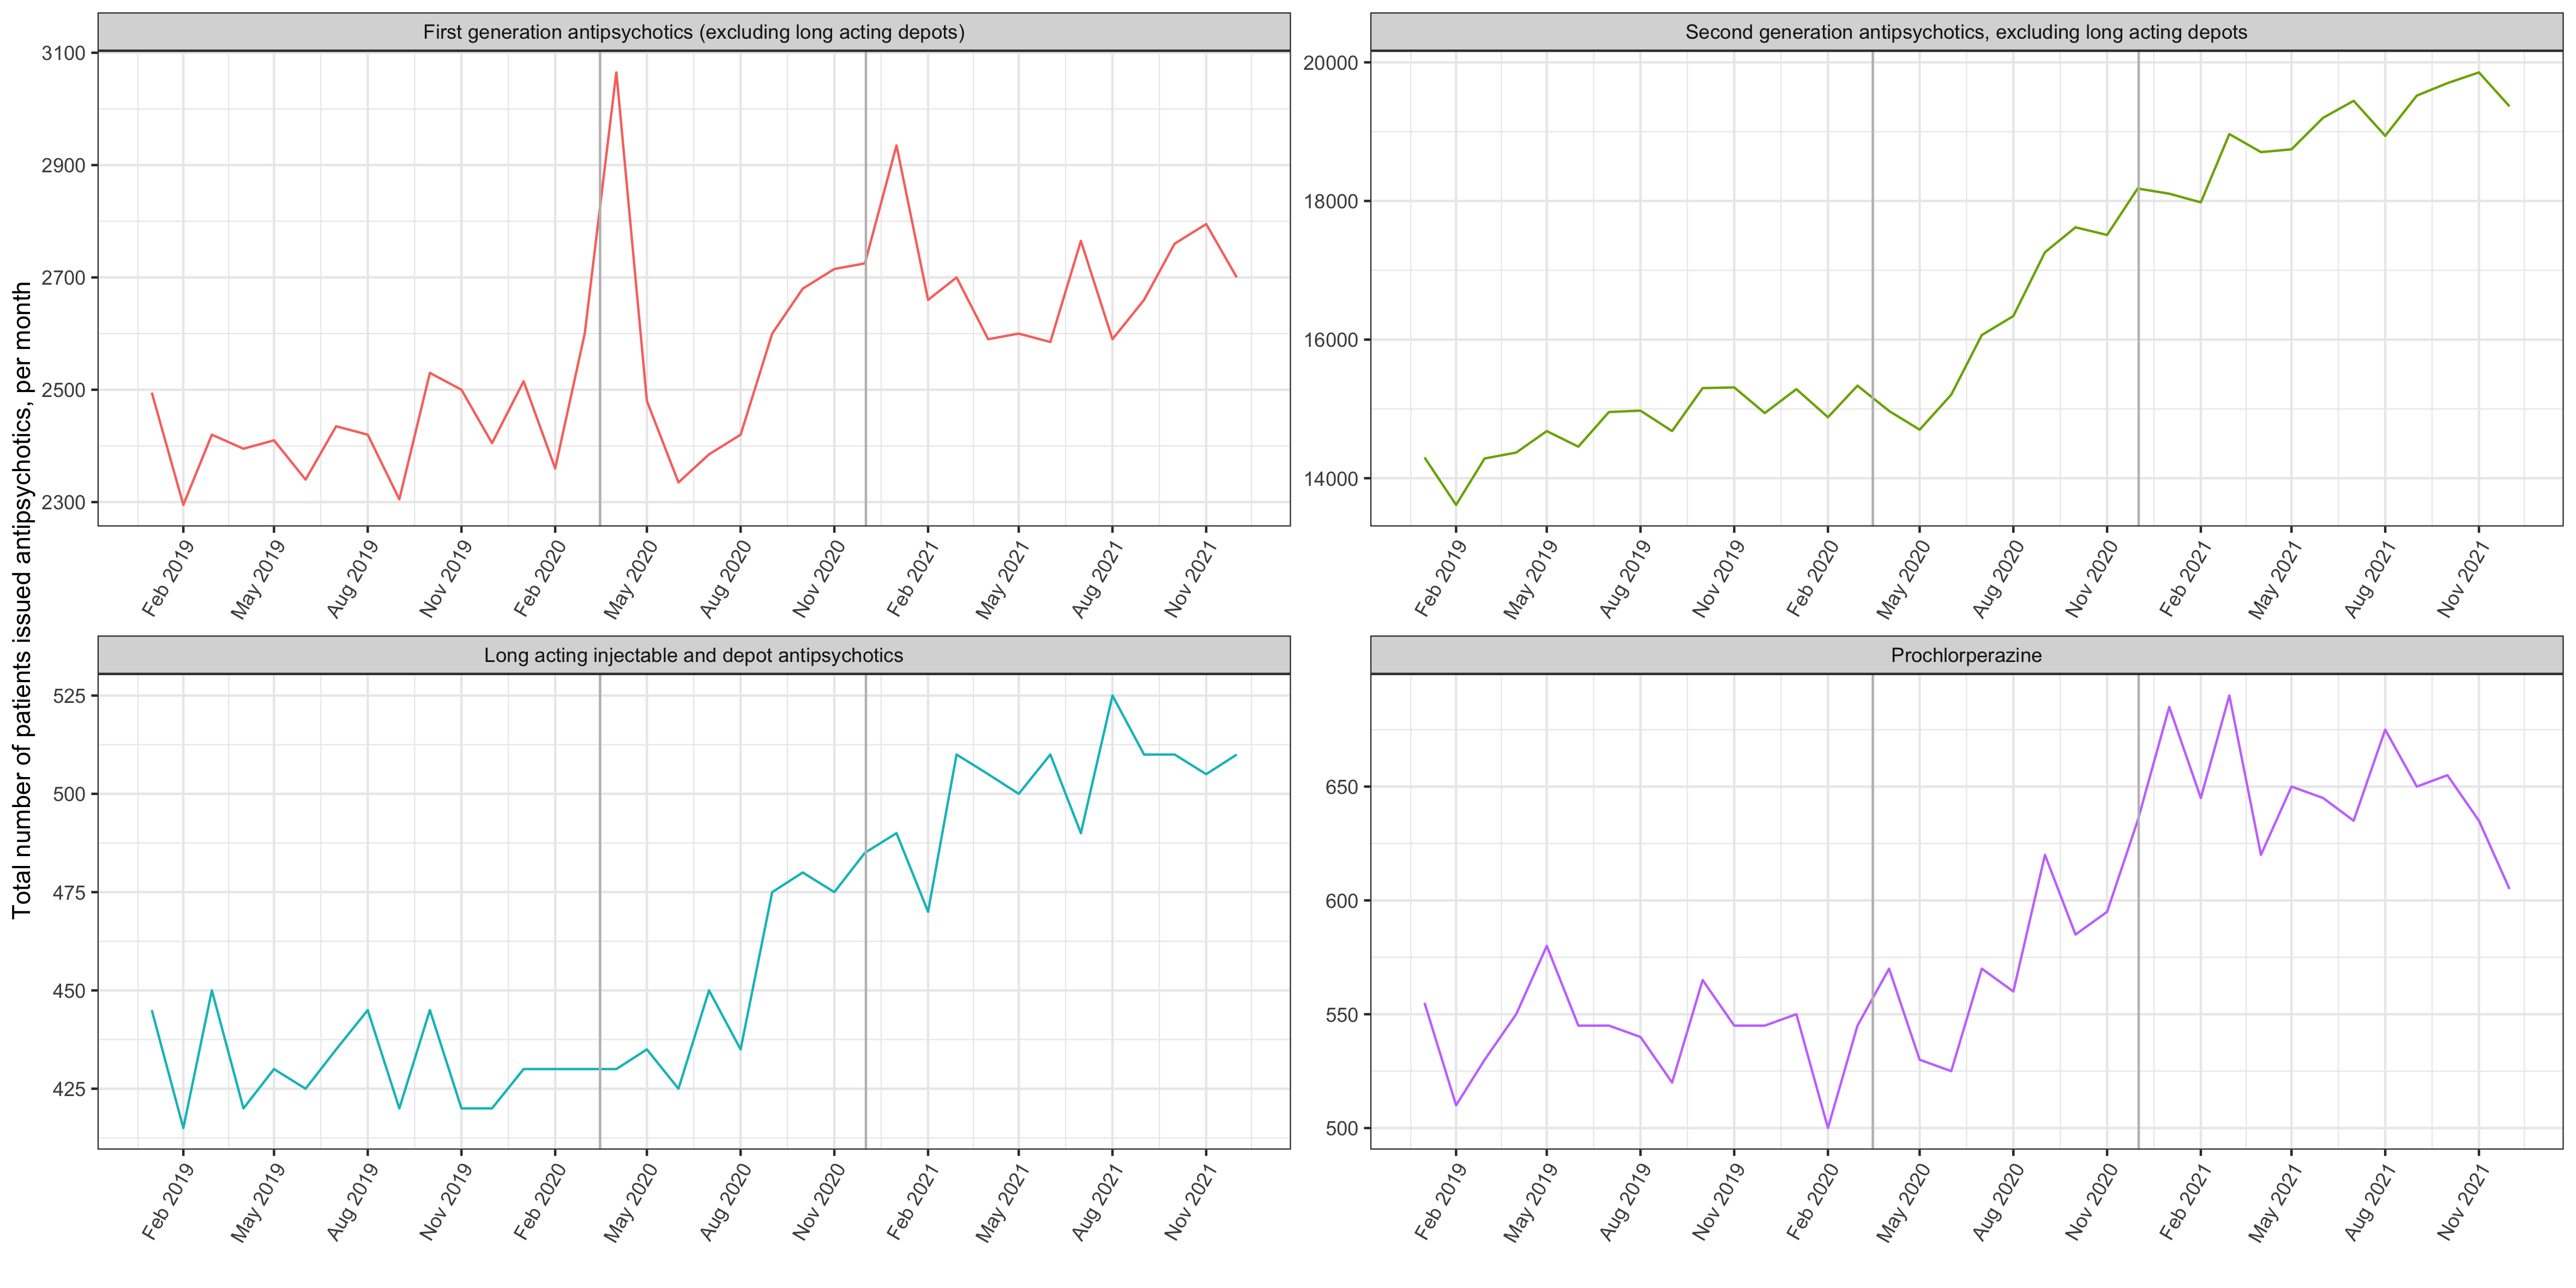 Total number of patients issued antipsychotics, per month
First generation antipsychotics (excluding long acting depots)
3100
2900
2700
2500
2300
Feb 2019
May 2019
Aug 2019
Nov 2019
Feb 2020
May 2020
Aug 2020
Nov 2020
Feb 2021
May 2021
Aug 2021
Nov 2021
Second generation antipsychotics, excluding long acting depots
20000
18000
16000
14000
Feb 2019
May 2019
Aug 2019
Nov 2019
Feb 2020
May 2020
Aug 2020
Nov 2020
Feb 2021
May 2021
Aug 2021
Nov 2021
Long acting injectable and depot antipsychotics
525
500
475
450
425
Feb 2019
May 2019
Aug 2019
Nov 2019
Feb 2020
May 2020
Aug 2020
Nov 2020
Feb 2021
May 2021
Aug 2021
Nov 2021
Prochlorperazine
650
600
550
500
Feb 2019
May 2019
Aug 2019
Nov 2019
Feb 2020
May 2020
Aug 2020
Nov 2020
Feb 2021
May 2021
Aug 2021
Nov 2021